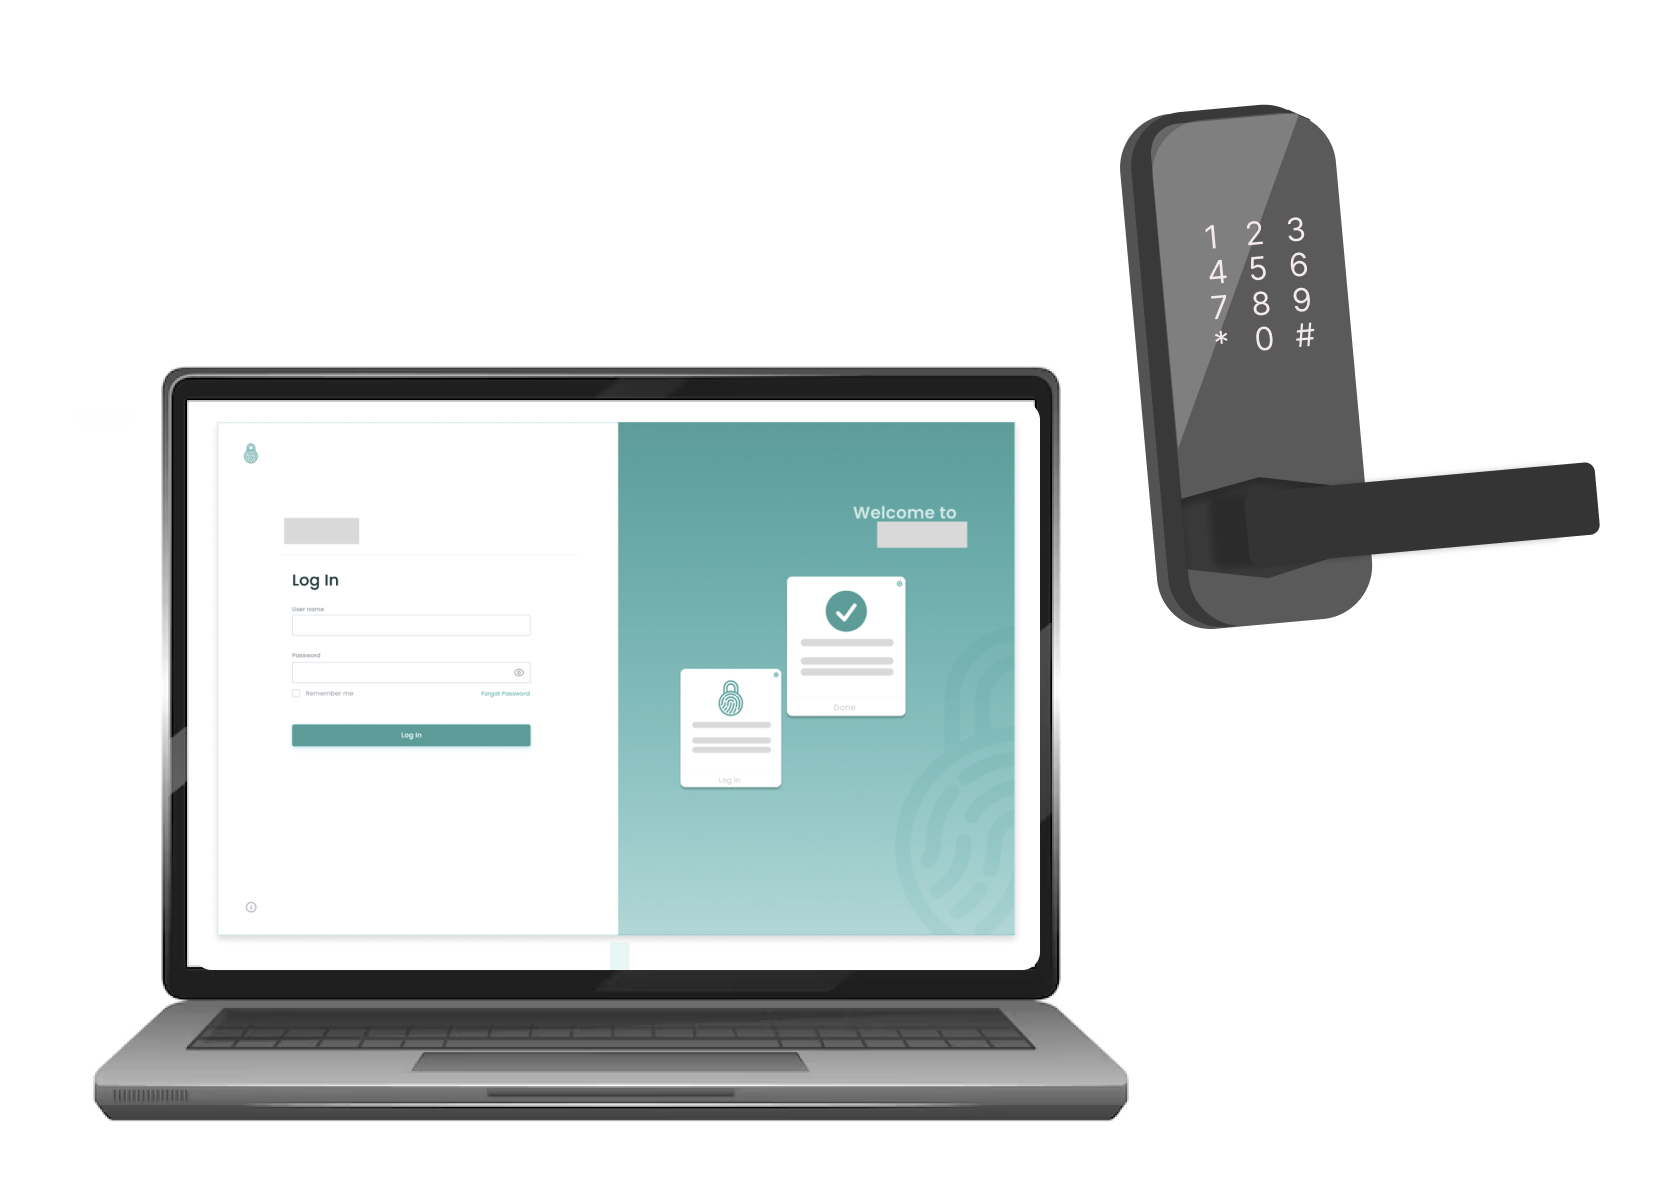 1 2 3
4 5 6
7 8 9
* 0 #
Welcome to
Log In
User name
Password
Remember me
Forgot Password
Log In
Done
Log In